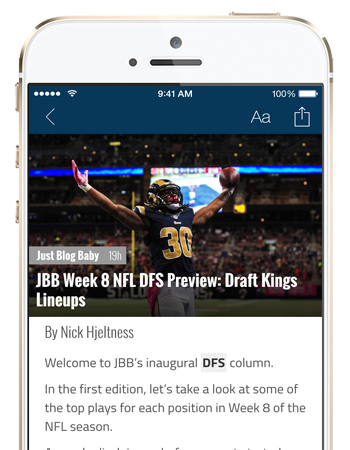 9:41 AM 100%
Aa
30
Just Blog Baby 19h
JBB Week 8 NFL DFS Preview: Draft Kings
Lineups
By Nick Hjeltness
Welcome to JBB's inaugural DFS column.
In the first edition, let's take a look at some of
the top plays for each position in Week 8 of the
NFL season.